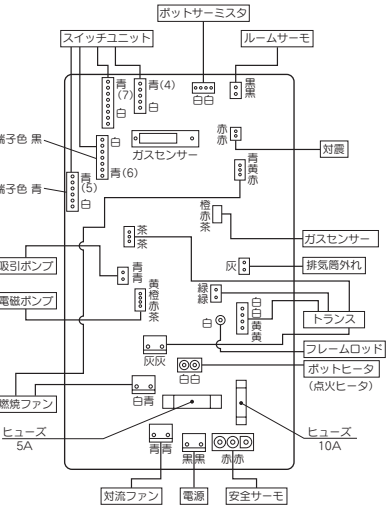 ポットサーミスタ
スイッチユニット
ルームサーモ
青
(7)
白
青(4)
白
白白
黒
黒
端子色 黒
白
青(6)
ガスセンサー
赤
赤
対震
端子色 青
青
(5)
白
青
黄
赤
橙
赤
茶
ガスセンサー
茶
茶
吸引ポンプ
青
青
灰
排気筒外れ
電磁ポンプ
黄
橙
赤
茶
緑
緑
白
白
黄
黄
トランス
白
フレームロッド
灰灰
白白
ポットヒータ
(点火ヒータ)
燃焼ファン
白青
ヒューズ
5A
ヒューズ
10A
青青
黒黒
赤赤
対流ファン
電源
安全サーモ